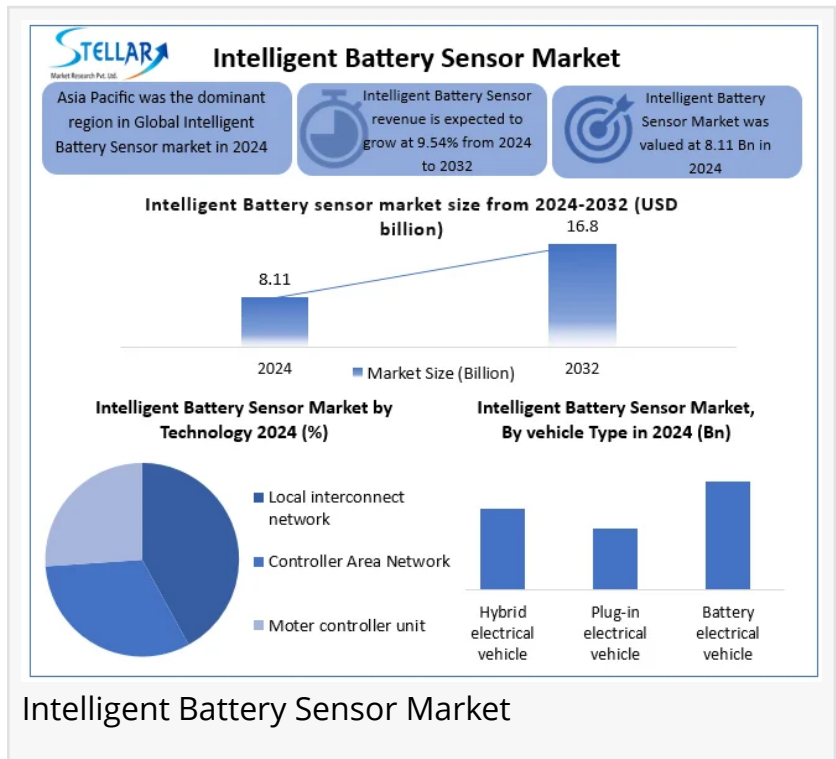 STELLAR
Market Research Pvt. Ltd.
Intelligent Battery Sensor Market
Asia Pacific was the dominant
region in Global Intelligent
Battery Sensor market in 2024
Intelligent Battery Sensor
revenue is expected to
grow at 9.54% from 2024
to 2032
Intelligent Battery
Sensor Market was
valued at 8.11 Bn in
2024
Intelligent Battery sensor market size from 2024-2032 (USD
billion)
8.11
16.8
2024
2032
Market Size (Billion)
Intelligent Battery Sensor Market by
Technology 2024 (%)
Local interconnect
network
Controller Area Network
Moter controller unit
Intelligent Battery Sensor Market,
By vehicle Type in 2024 (Bn)
Hybrid
electrical
vehicle
Plug-in
electrical
vehicle
Battery
electrical
vehicle
Intelligent Battery Sensor Market